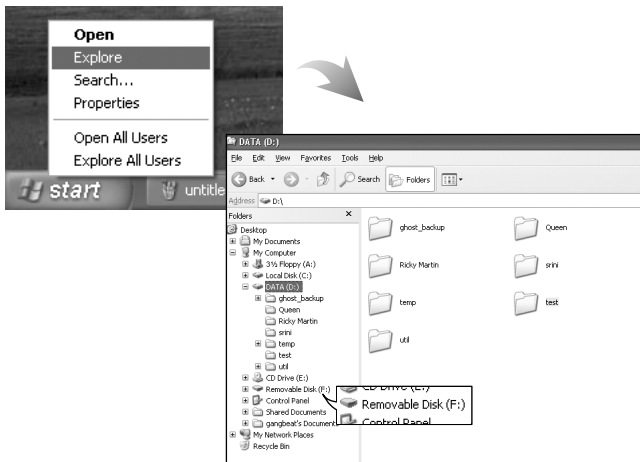 Open
Explore
Search...
Properties
Open All Users
Explore All Users
start
untitle
DATA (D:)
File Edit View Favorites Tools Help
Back Search Folders
Address D:\
Folders x
Desktop
My Documents
My Computer
3½ Floppy (A:)
Local Disk (C:)
DATA (D:)
ghost_backup
Queen
Ricky Martin
srini
temp
test
util
CD Drive (E:)
Removable Disk (F:)
Control Panel
Shared Documents
gangbeat's Documents
My Network Places
Recycle Bin
ghost_backup Queen
Ricky Martin srini
temp test
util
CD Drive (E:)
Removable Disk (F:)
Control Panel